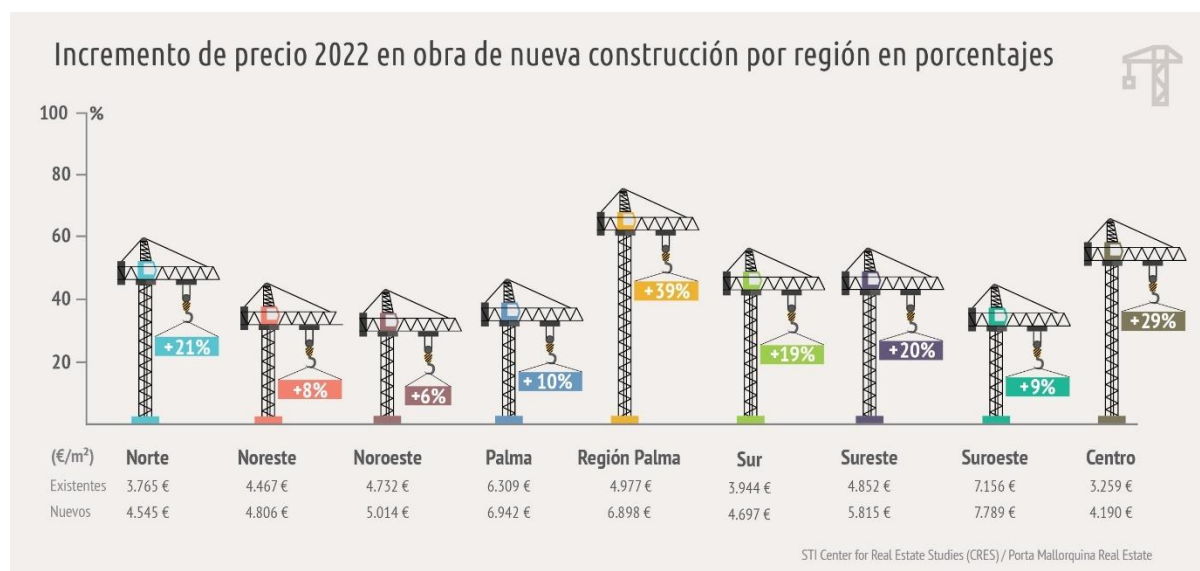 Incremento de precio 2022 en obra de nueva construcción por región en porcentajes
100 %
80
60
40
20
+21%
+8%
+6%
+ 10%
+39%
+19%
+20%
+9%
+29%
(€/m²) Norte Noreste Noroeste Palma Región Palma Sur Sureste Suroeste Centro
Existentes 3.765 € 4.467 € 4.732 € 6.309 € 4.977 € 3.944 € 4.852 € 7.156 € 3.259 €
Nuevos 4.545 € 4.806 € 5.014 € 6.942 € 6.898 € 4.697 € 5.815 € 7.789 € 4.190 €
STI Center for Real Estate Studies (CRES) / Porta Mallorquina Real Estate